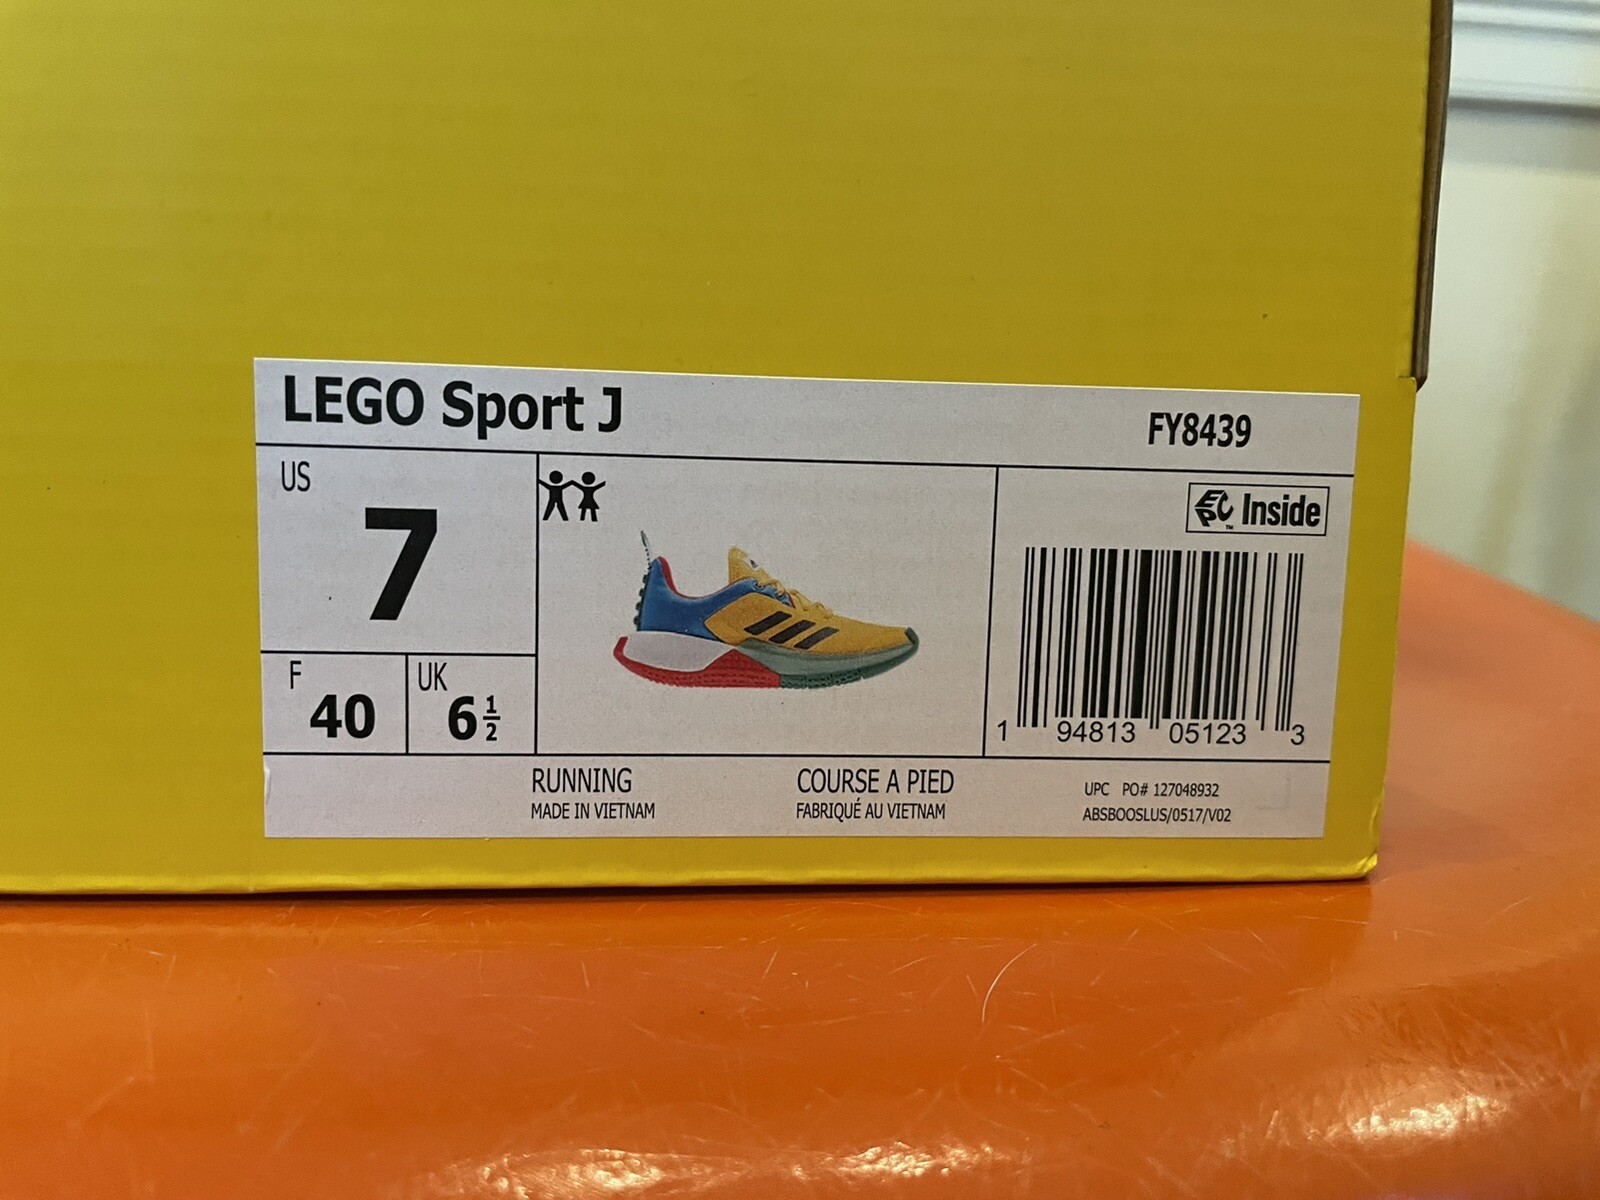 LEGO Sport J
FY8439
US
7
F
40
UK
6 1/2
EPC™ Inside
1 94813 05123 3
RUNNING
MADE IN VIETNAM
COURSE A PIED
FABRIQUÉ AU VIETNAM
UPC PO# 127048932
ABSBOOSLUS/0517/V02